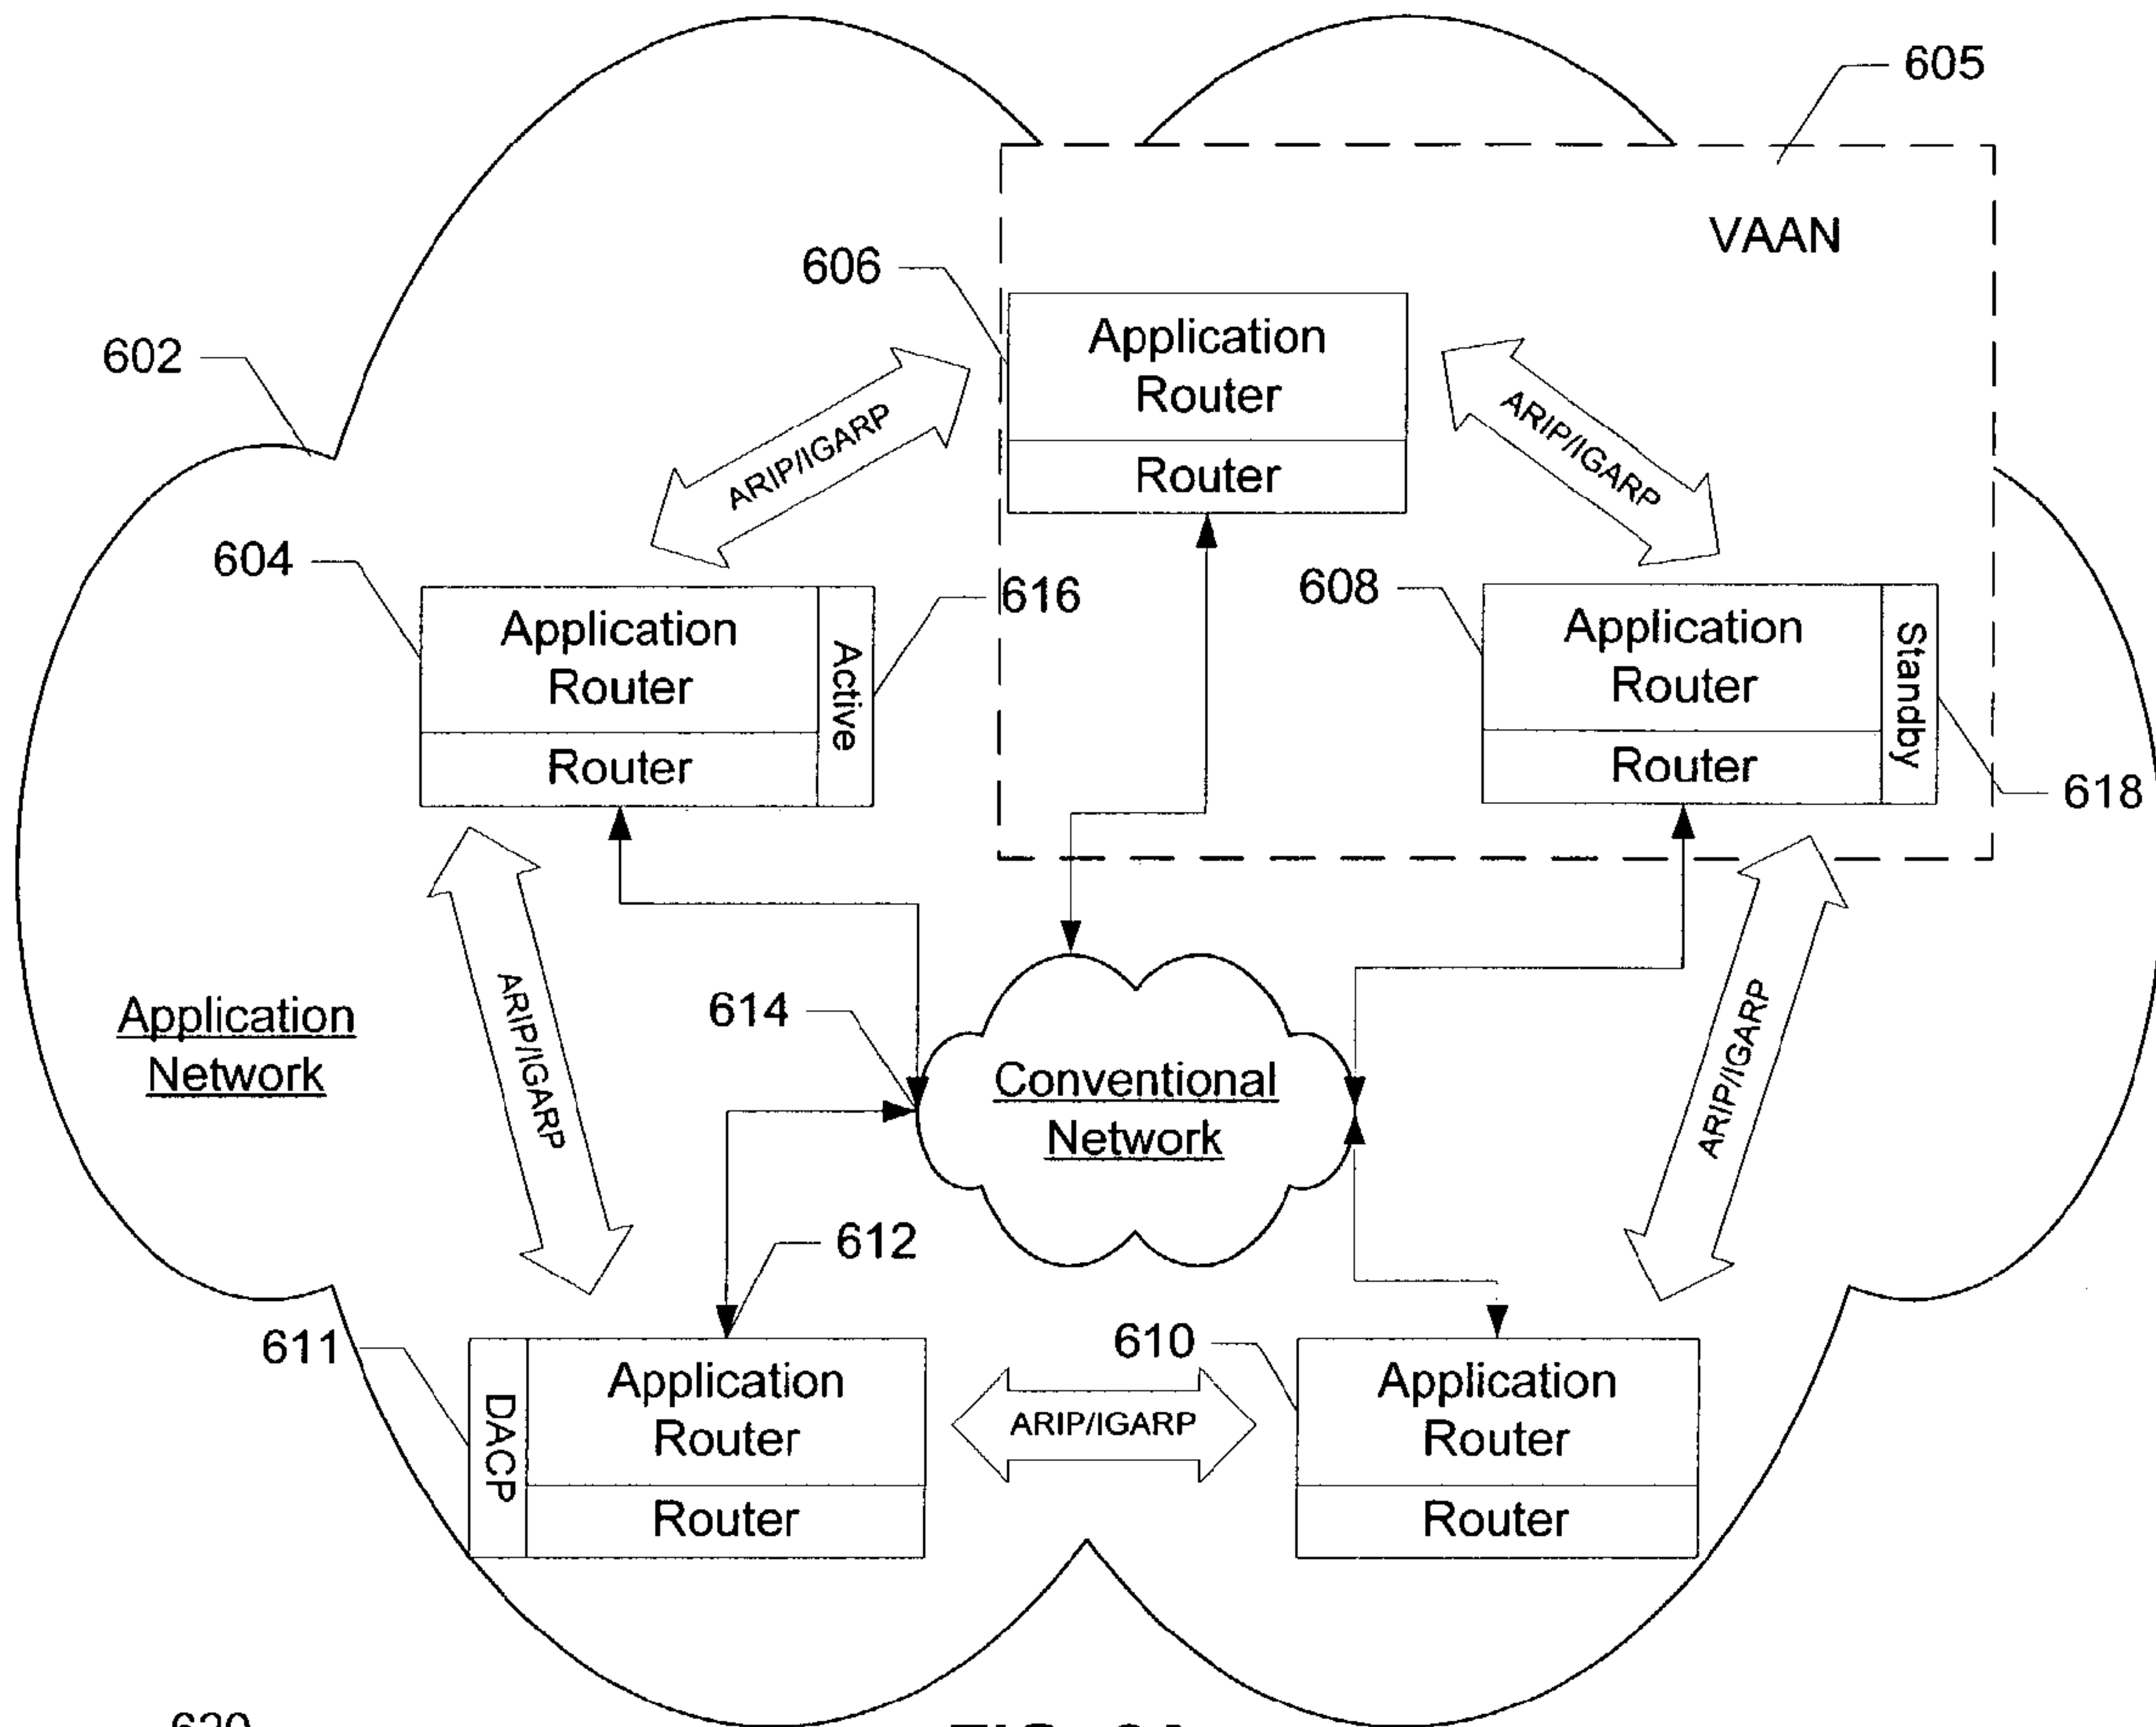 605
VAAN
606
Application
Router
Router
602
ARIP/IGARP
ARIP/IGARP
604
616
608
Application
Router
Router
Active
Application
Router
Router
Standby
618
Application
Network
ARIP/IGARP
614
Conventional
Network
ARIP/IGARP
612
611
DACP
Application
Router
Router
ARIP/IGARP
610
Application
Router
Router